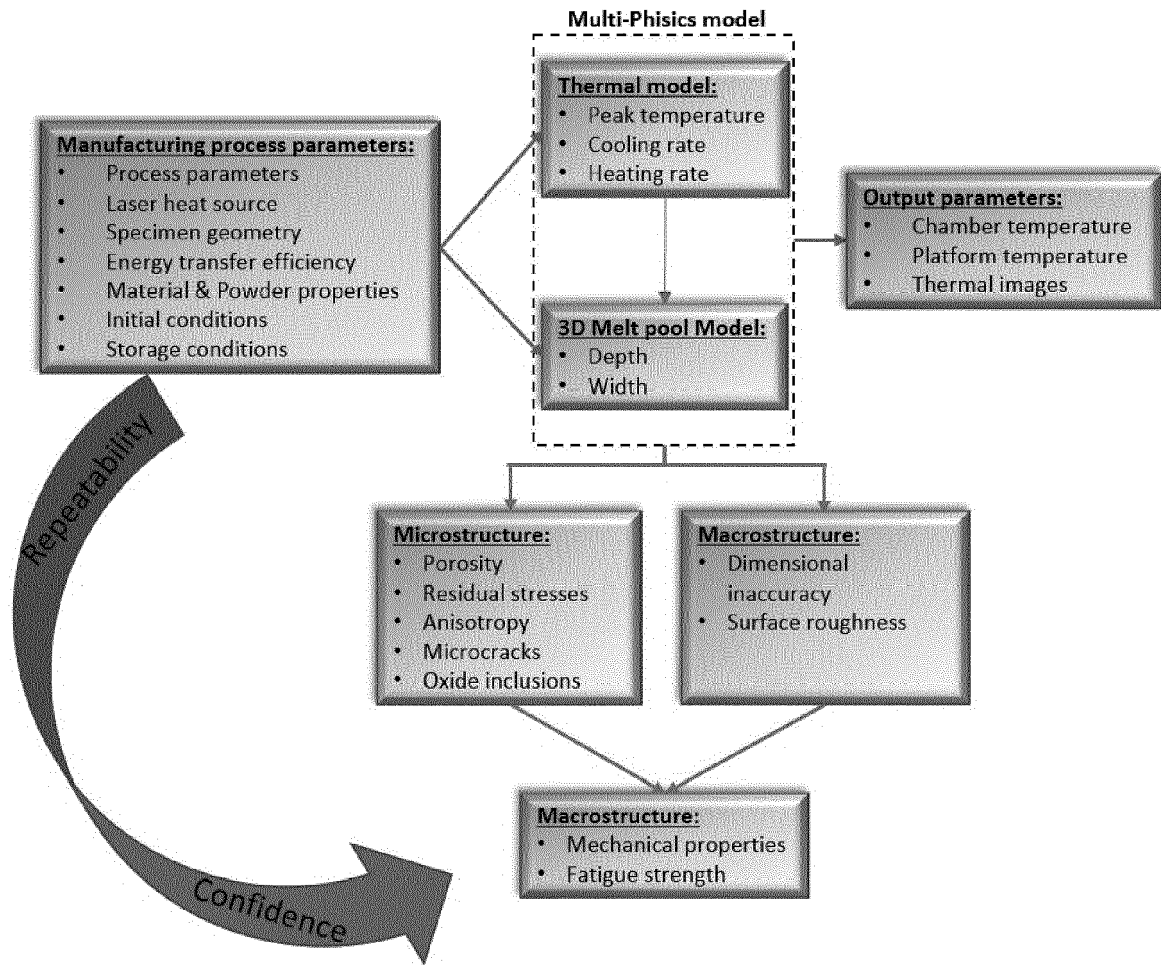 Multi-Phisics model
Manufacturing process parameters:
• Process parameters
• Laser heat source
• Specimen geometry
• Energy transfer efficiency
• Material & Powder properties
• Initial conditions
• Storage conditions
Thermal model:
• Peak temperature
• Cooling rate
• Heating rate
3D Melt pool Model:
• Depth
• Width
Output parameters:
• Chamber temperature
• Platform temperature
• Thermal images
Repeatability
Confidence
Microstructure:
• Porosity
• Residual stresses
• Anisotropy
• Microcracks
• Oxide inclusions
Macrostructure:
• Dimensional
inaccuracy
• Surface roughness
Macrostructure:
• Mechanical properties
• Fatigue strength